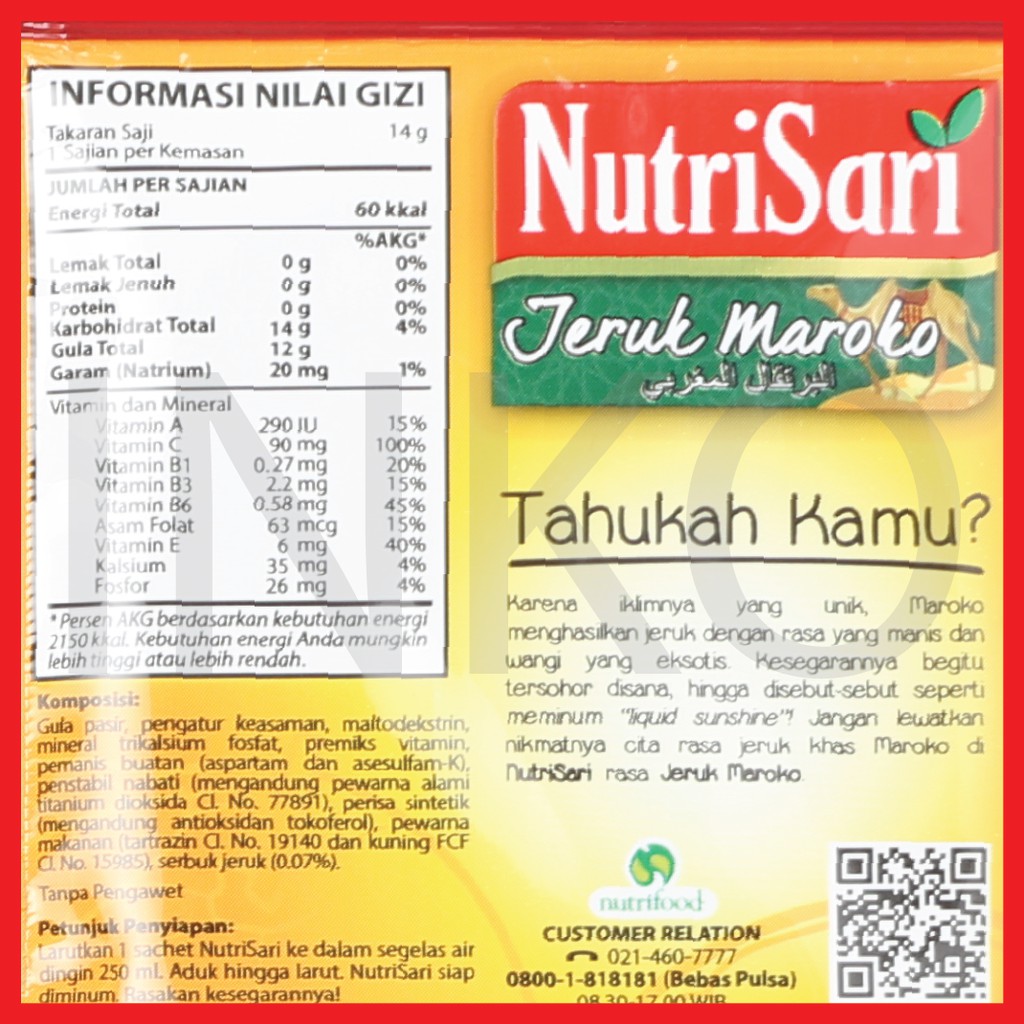 INFORMASI NILAI GIZI
Takaran Saji 14 g
1 Sajian per Kemasan
JUMLAH PER SAJIAN
Energi Total 60 kkal
%AKG*
Lemak Total 0 g 0%
Lemak Jenuh 0 g 0%
Protein 0 g 0%
Karbohidrat Total 14 g 4%
Gula Total 12 g
Garam (Natrium) 20 mg 1%
Vitamin dan Mineral
Vitamin A 290 IU 15%
Vitamin C 90 mg 100%
Vitamin B1 0.27 mg 20%
Vitamin B3 2.2 mg 15%
Vitamin B6 0.58 mg 45%
Asam Folat 63 mcg 15%
Vitamin E 6 mg 40%
Kalsium 35 mg 4%
Fosfor 26 mg 4%
*Persen AKG berdasarkan kebutuhan energi
2150 kkal. Kebutuhan energi Anda mungkin
lebih tinggi atau lebih rendah.
Komposisi:
Gula pasir, pengatur keasaman, maltodekstrin,
mineral trikalsium fosfat, premiks vitamin,
pemanis buatan (aspartam dan asesulfam-K),
penstabil nabati (mengandung pewarna alami
titanium dioksida CI. No. 77891), perisa sintetik
(mengandung antioksidan tokoferol), pewarna
makanan (tartrazin CI. No. 19140 dan kuning FCF
CI. No. 15985), serbuk jeruk (0.07%).
Tanpa Pengawet
Petunjuk Penyiapan:
Larutkan 1 sachet NutriSari ke dalam segelas air
dingin 250 ml. Aduk hingga larut. NutriSari siap
diminum. Rasakan kesegarannya!
NutriSari
Jeruk Maroko
البرتقال المغربي
Tahukah Kamu?
Karena iklimnya yang unik, Maroko
menghasilkan jeruk dengan rasa yang manis dan
wangi yang eksotis. Kesegarannya begitu
tersohor disana, hingga disebut-sebut seperti
meminum "liquid sunshine"! Jangan lewatkan
nikmatnya cita rasa jeruk khas Maroko di
NutriSari rasa Jeruk Maroko.
nutrifood
CUSTOMER RELATION
021-460-7777
0800-1-818181 (Bebas Pulsa)
08.30-17.00 WIB
INKO